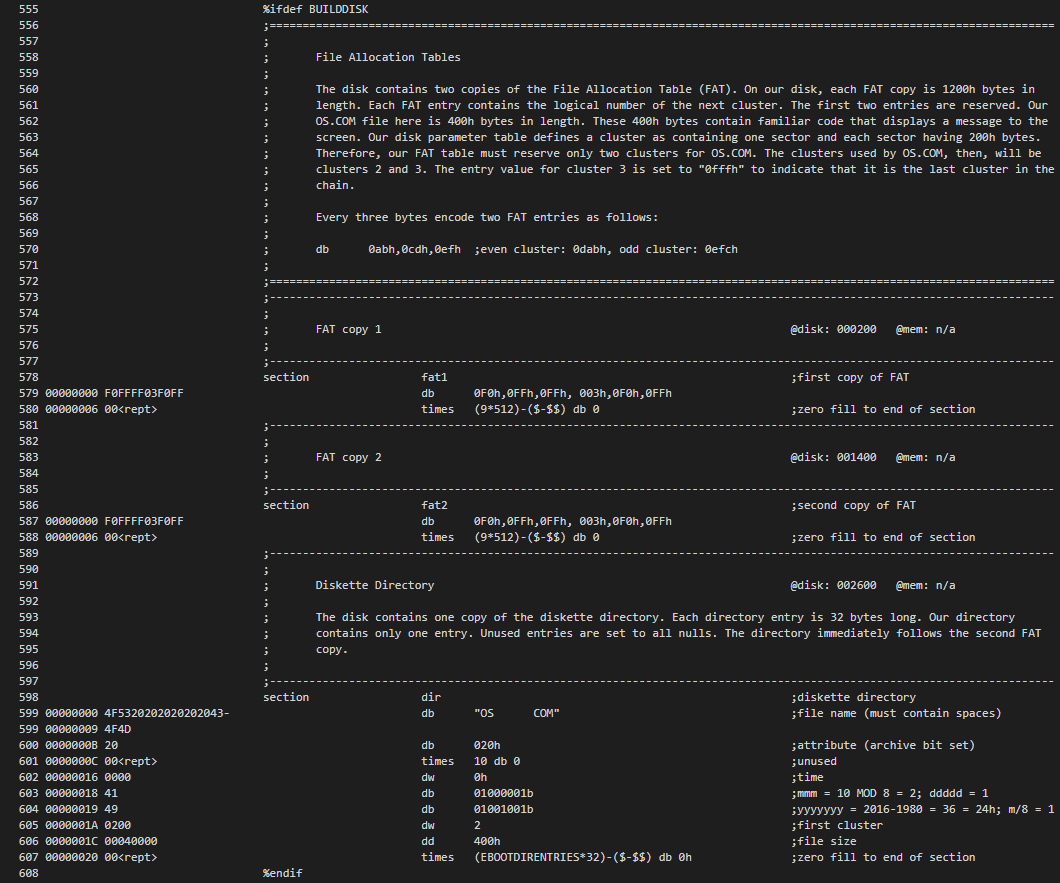 555 %ifdef BUILDDISK
556 ;=======================================================================================================================
557 ;
558 ; File Allocation Tables
559 ;
560 ; The disk contains two copies of the File Allocation Table (FAT). On our disk, each FAT copy is 1200h bytes in
561 ; length. Each FAT entry contains the logical number of the next cluster. The first two entries are reserved. Our
562 ; OS.COM file here is 400h bytes in length. These 400h bytes contain familiar code that displays a message to the
563 ; screen. Our disk parameter table defines a cluster as containing one sector and each sector having 200h bytes.
564 ; Therefore, our FAT table must reserve only two clusters for OS.COM. The clusters used by OS.COM, then, will be
565 ; clusters 2 and 3. The entry value for cluster 3 is set to "0fffh" to indicate that it is the last cluster in the
566 ; chain.
567 ;
568 ; Every three bytes encode two FAT entries as follows:
569 ;
570 ; db 0abh,0cdh,0efh ;even cluster: 0dabh, odd cluster: 0efch
571 ;
572 ;=======================================================================================================================
573 ;-----------------------------------------------------------------------------------------------------------------------
574 ;
575 ; FAT copy 1 @disk: 000200 @mem: n/a
576 ;
577 ;-----------------------------------------------------------------------------------------------------------------------
578 section fat1 ;first copy of FAT
579 00000000 F0FFFF03F0FF db 0F0h,0FFh,0FFh, 003h,0F0h,0FFh
580 00000006 00<rept> times (9*512)-($-$$) db 0 ;zero fill to end of section
581 ;-----------------------------------------------------------------------------------------------------------------------
582 ;
583 ; FAT copy 2 @disk: 001400 @mem: n/a
584 ;
585 ;-----------------------------------------------------------------------------------------------------------------------
586 section fat2 ;second copy of FAT
587 00000000 F0FFFF03F0FF db 0F0h,0FFh,0FFh, 003h,0F0h,0FFh
588 00000006 00<rept> times (9*512)-($-$$) db 0 ;zero fill to end of section
589 ;-----------------------------------------------------------------------------------------------------------------------
590 ;
591 ; Diskette Directory @disk: 002600 @mem: n/a
592 ;
593 ; The disk contains one copy of the diskette directory. Each directory entry is 32 bytes long. Our directory
594 ; contains only one entry. Unused entries are set to all nulls. The directory immediately follows the second FAT
595 ; copy.
596 ;
597 ;-----------------------------------------------------------------------------------------------------------------------
598 section dir ;diskette directory
599 00000000 4F5320202020202043- db "OS      COM" ;file name (must contain spaces)
599 00000009 4F4D
600 0000000B 20 db 020h ;attribute (archive bit set)
601 0000000C 00<rept> times 10 db 0 ;unused
602 00000016 0000 dw 0h ;time
603 00000018 41 db 01000001b ;mmm = 10 MOD 8 = 2; ddddd = 1
604 00000019 49 db 01001001b ;yyyyyyy = 2016-1980 = 36 = 24h; m/8 = 1
605 0000001A 0200 dw 2 ;first cluster
606 0000001C 00040000 dd 400h ;file size
607 00000020 00<rept> times (EBOOTDIRENTRIES*32)-($-$$) db 0h ;zero fill to end of section
608 %endif